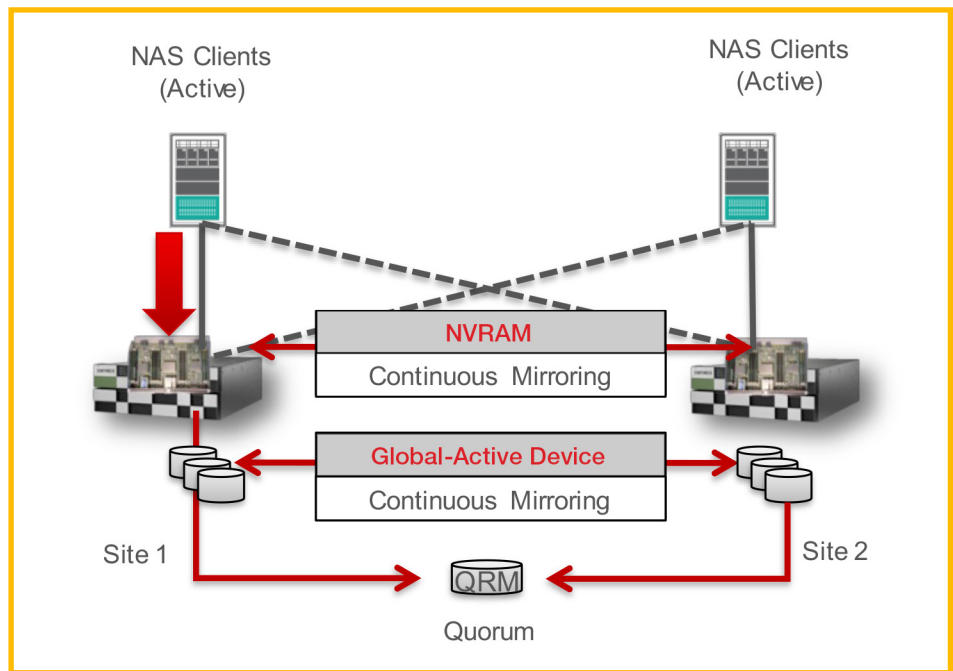 NAS Clients
(Active)
NAS Clients
(Active)
NVRAM
Continuous Mirroring
Global-Active Device
Continuous Mirroring
Site 1
Site 2
QRM
Quorum